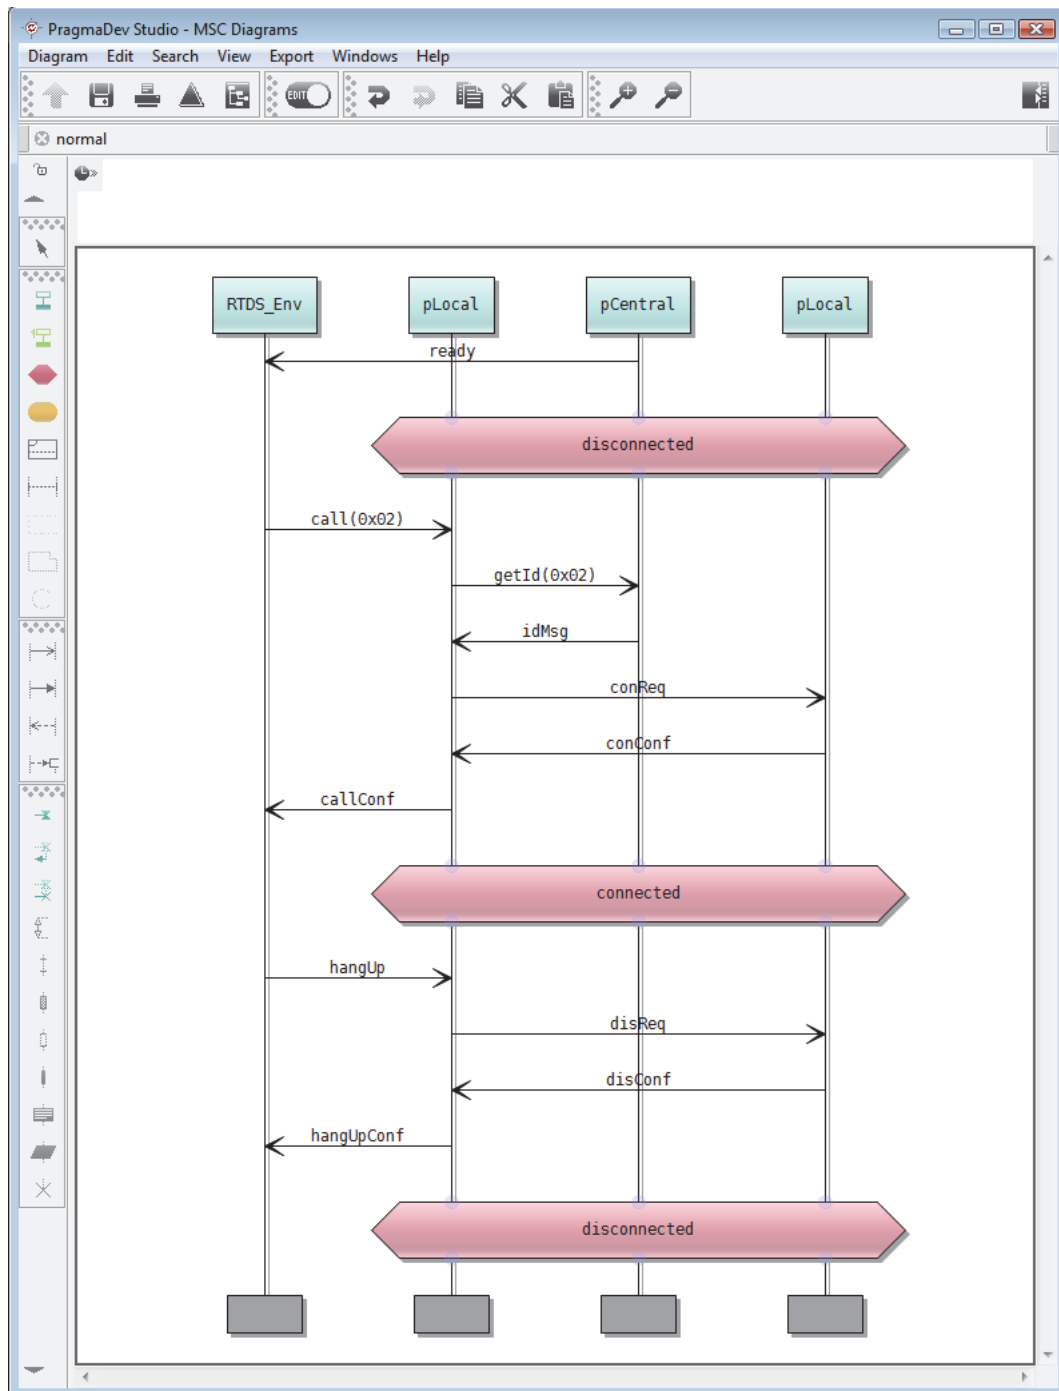 PragmaDev Studio - MSC Diagrams
Diagram Edit Search View Export Windows Help
EDIT
normal
RTDS_Env pLocal pCentral pLocal
ready
disconnected
call(0x02)
getId(0x02)
idMsg
conReq
conConf
callConf
connected
hangUp
disReq
disConf
hangUpConf
disconnected